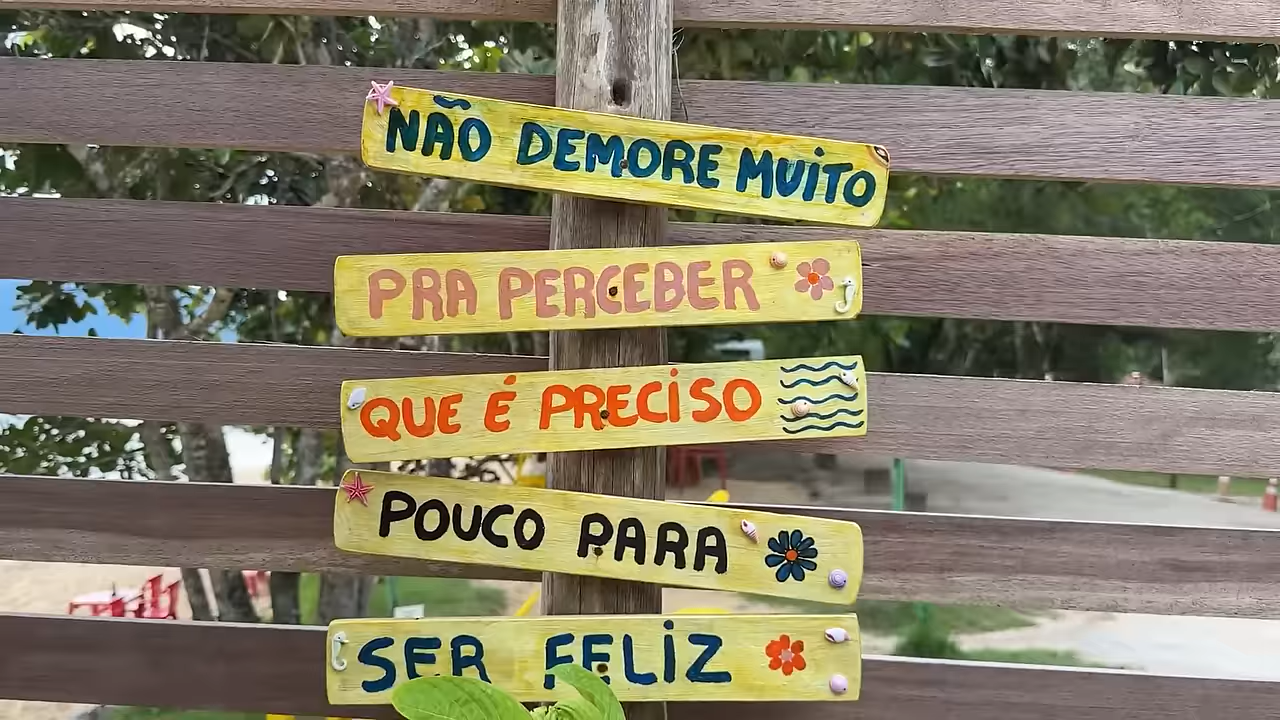 NÃO DEMORE MUITO
PRA PERCEBER
QUE É PRECISO
POUCO PARA
SER FELIZ